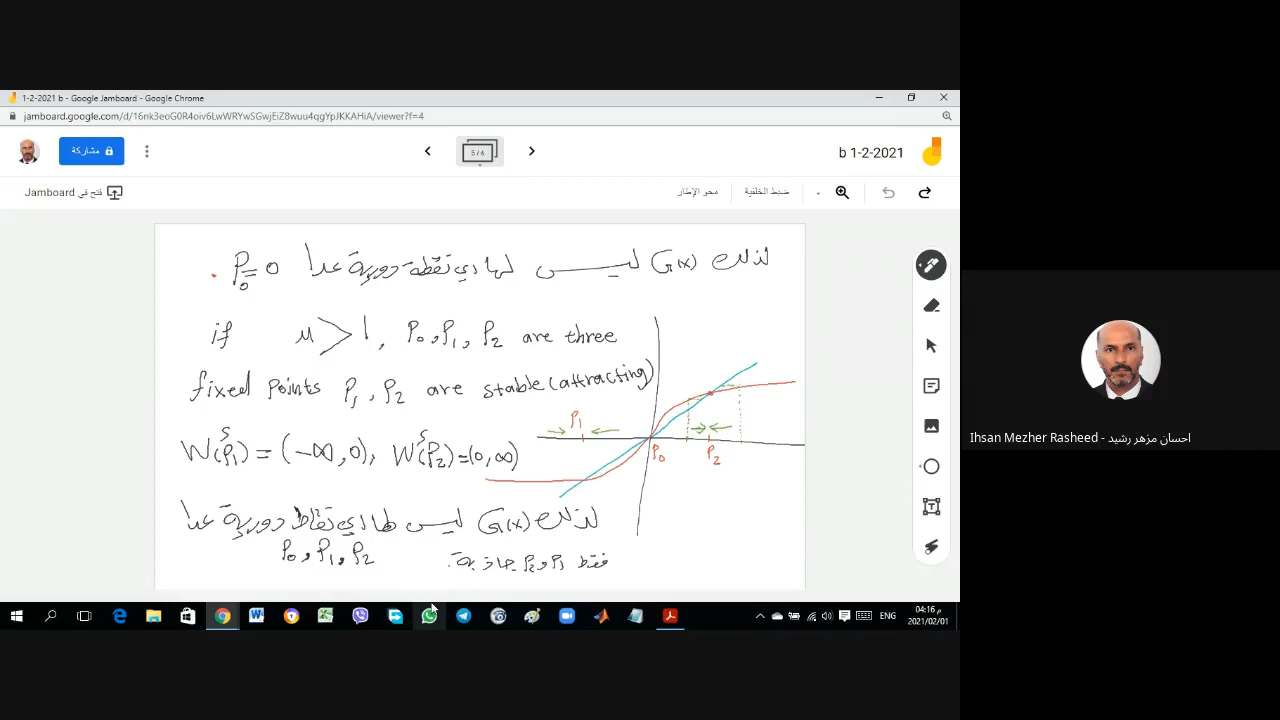 1-2-2021 b - Google Jamboard - Google Chrome
jamboard.google.com/d/16nk3eoG0R4oiv6LwWRYwSGwjEiZ8wuu4qgYpJKKAHiA/viewer?f=4
مشاركة
5 / 6
b 1-2-2021
فتح في Jamboard
محو الإطار
ضبط الخلفية
لذلك G(x) ليس لها اي نقطة دورية عدا P₀=0
if μ > 1, P₀, P₁, P₂ are three
fixed points P₁, P₂ are stable (attracting)
Wˢ(P₁) = (-∞, 0), Wˢ(P₂) = (0, ∞)
P₁
P₀
P₂
لذلك G(x) ليس لها اي نقاط دورية عدا
P₀, P₁, P₂
فقط P₁ و P₂ جاذبة.
Ihsan Mezher Rasheed - احسان مزهر رشيد
ENG
04:16 م
2021/02/01